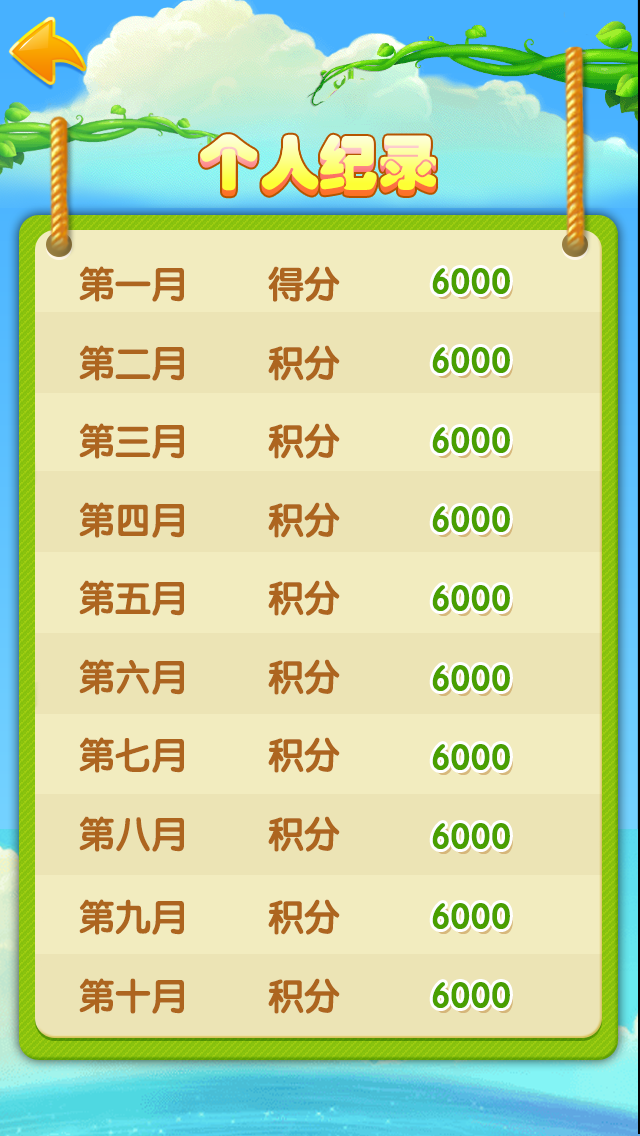 个人纪录
第一月 得分 6000
第二月 积分 6000
第三月 积分 6000
第四月 积分 6000
第五月 积分 6000
第六月 积分 6000
第七月 积分 6000
第八月 积分 6000
第九月 积分 6000
第十月 积分 6000